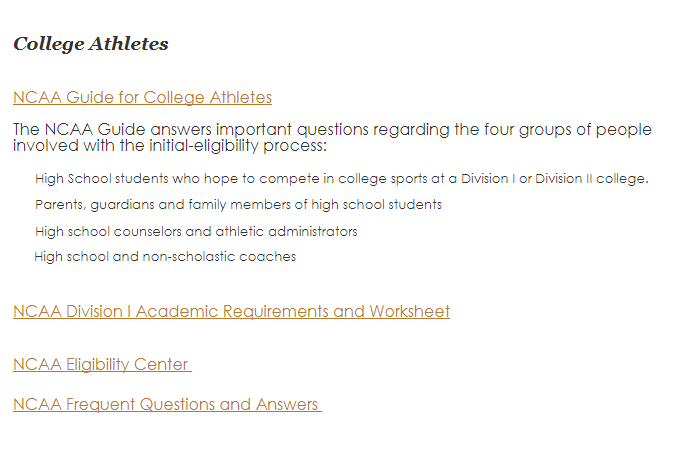 College Athletes
NCAA Guide for College Athletes
The NCAA Guide answers important questions regarding the four groups of people
involved with the initial-eligibility process:
High School students who hope to compete in college sports at a Division I or Division II college.
Parents, guardians and family members of high school students
High school counselors and athletic administrators
High school and non-scholastic coaches
NCAA Division I Academic Requirements and Worksheet
NCAA Eligibility Center
NCAA Frequent Questions and Answers